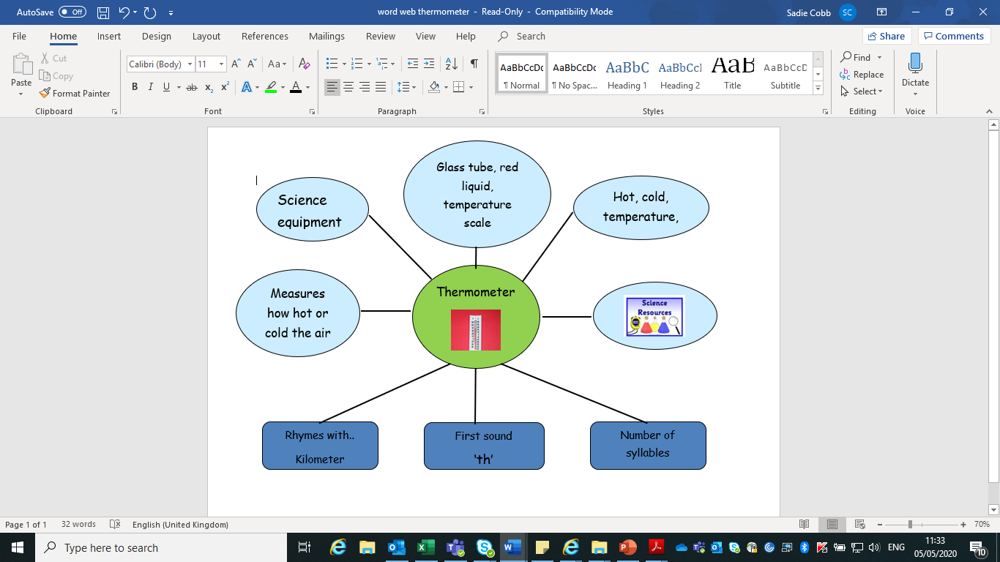 AutoSave Off
word web thermometer - Read-Only - Compatibility Mode
Sadie Cobb SC
File Home Insert Design Layout References Mailings Review View Help Search
Share Comments
Paste
Cut
Copy
Format Painter
Clipboard
Calibri (Body) 11
Font
Paragraph
AaBbCcDc ¶ Normal
AaBbCcDc ¶ No Spac...
AaBbC Heading 1
AaBbCcI Heading 2
AaB Title
AaBbCcD Subtitle
Styles
Find
Replace
Select
Editing
Dictate
Voice
Science
equipment
Glass tube, red
liquid,
temperature
scale
Hot, cold,
temperature,
Measures
how hot or
cold the air
Thermometer
Science
Resources
Rhymes with..
Kilometer
First sound
‘th’
Number of
syllables
Page 1 of 1 32 words English (United Kingdom)
70%
Type here to search
ENG
11:33
05/05/2020
10